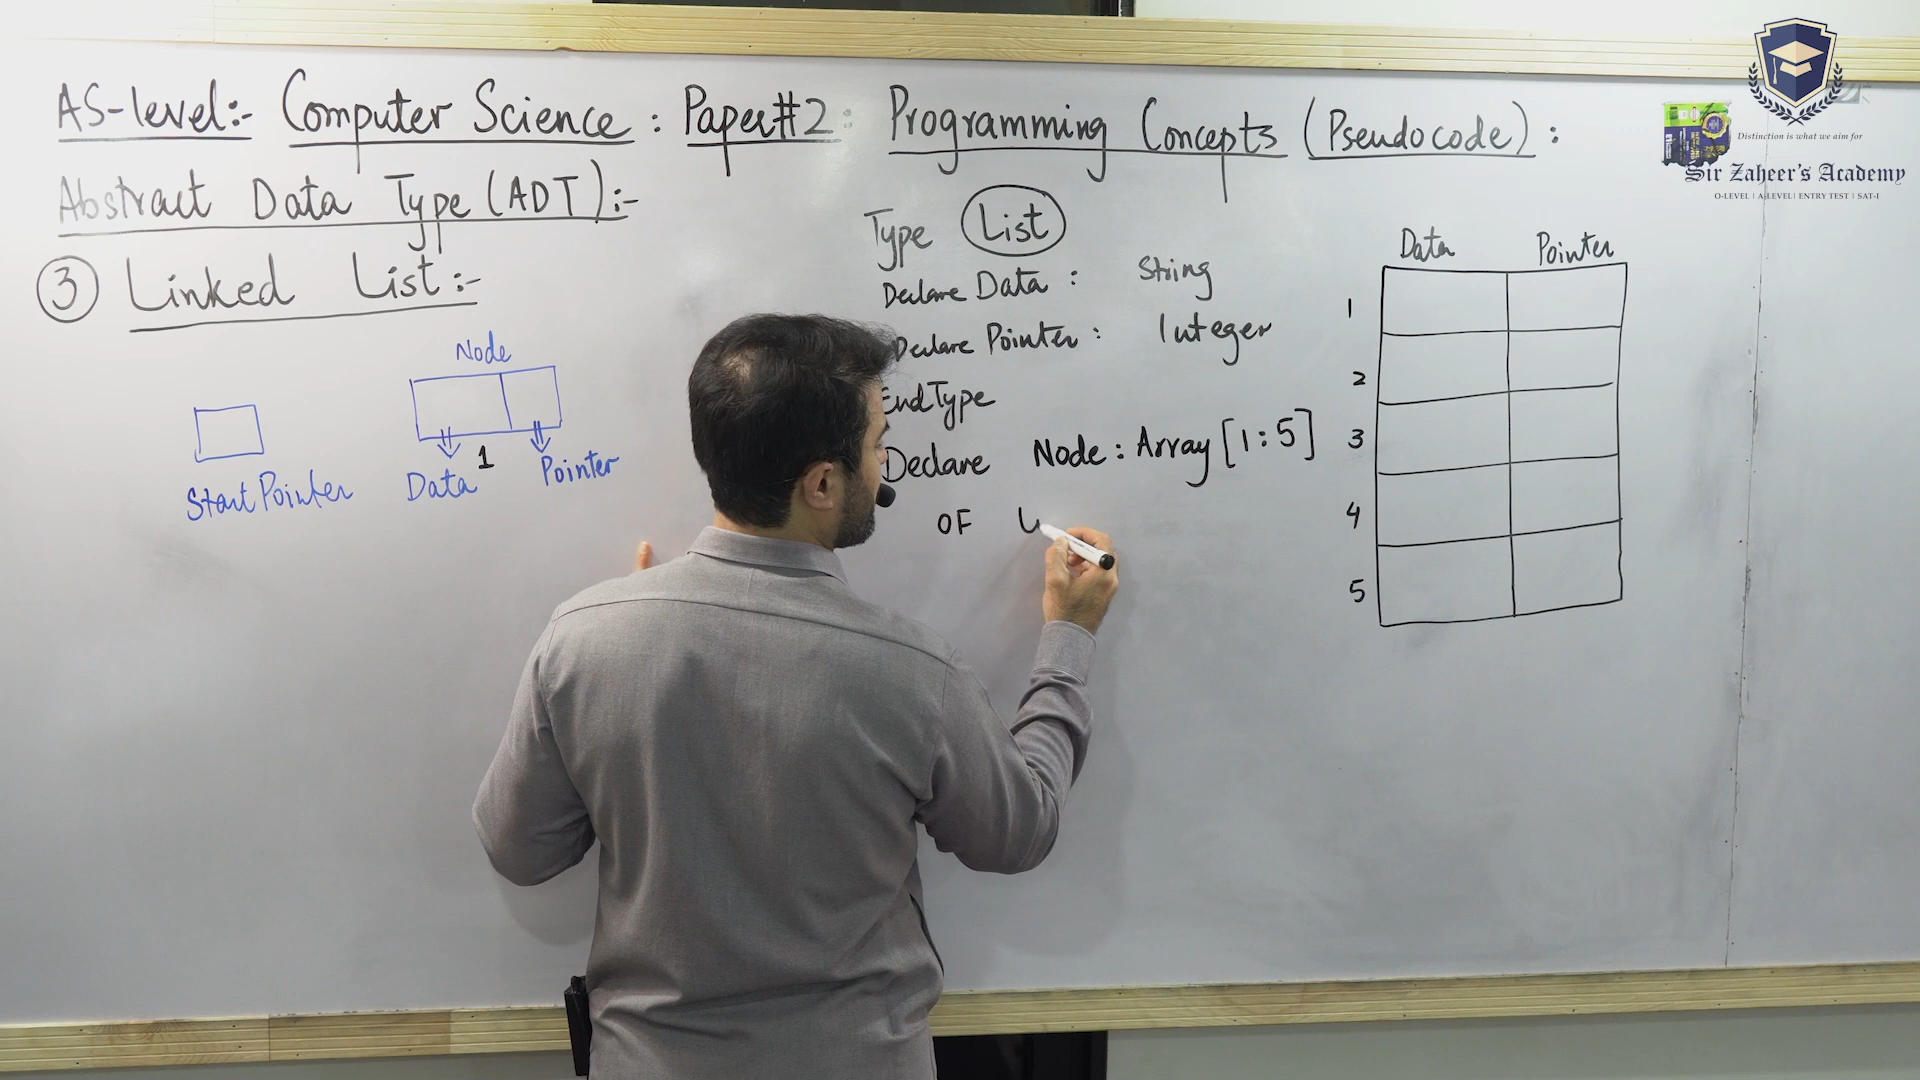 AS-level:- Computer Science : Paper#2 : Programming Concepts (Pseudocode) :
Abstract Data Type (ADT):-
3 Linked List:-
Node
Start Pointer
Data
1
Pointer
Type List
Declare Data : String
Declare Pointer : Integer
EndType
Declare Node : Array [1:5]
OF
Data Pointer
1
2
3
4
5
Distinction is what we aim for
Sir Zaheer's Academy
O-LEVEL | A-LEVEL | ENTRY TEST | SAT-I